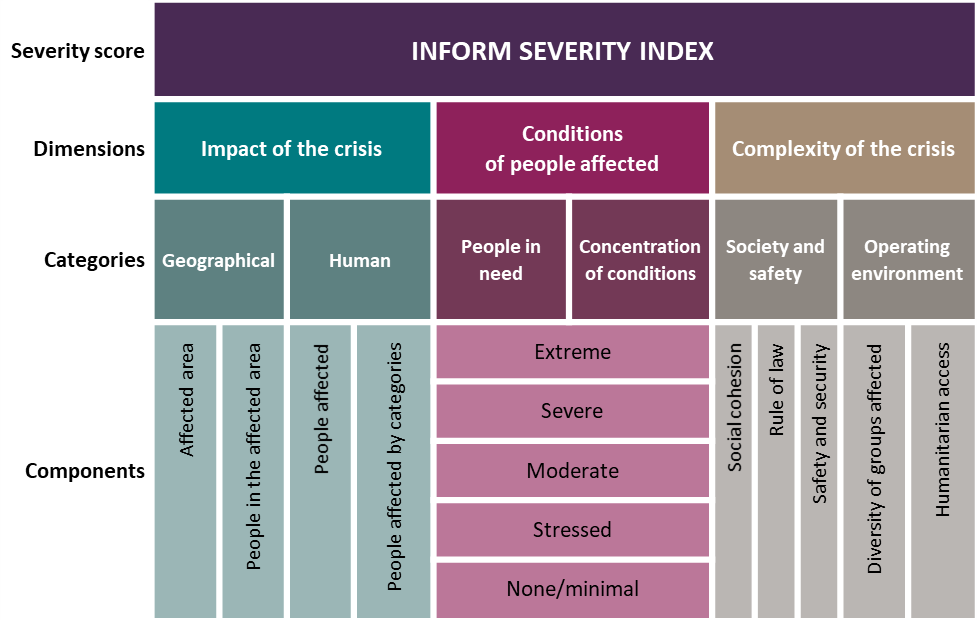 Severity score
INFORM SEVERITY INDEX
Dimensions
Impact of the crisis
Conditions
of people affected
Complexity of the crisis
Categories
Geographical
Human
People in
need
Concentration
of conditions
Society and
safety
Operating
environment
Components
Affected area
People in the affected area
People affected
People affected by categories
Extreme
Severe
Moderate
Stressed
None/minimal
Social cohesion
Rule of law
Safety and security
Diversity of groups affected
Humanitarian access